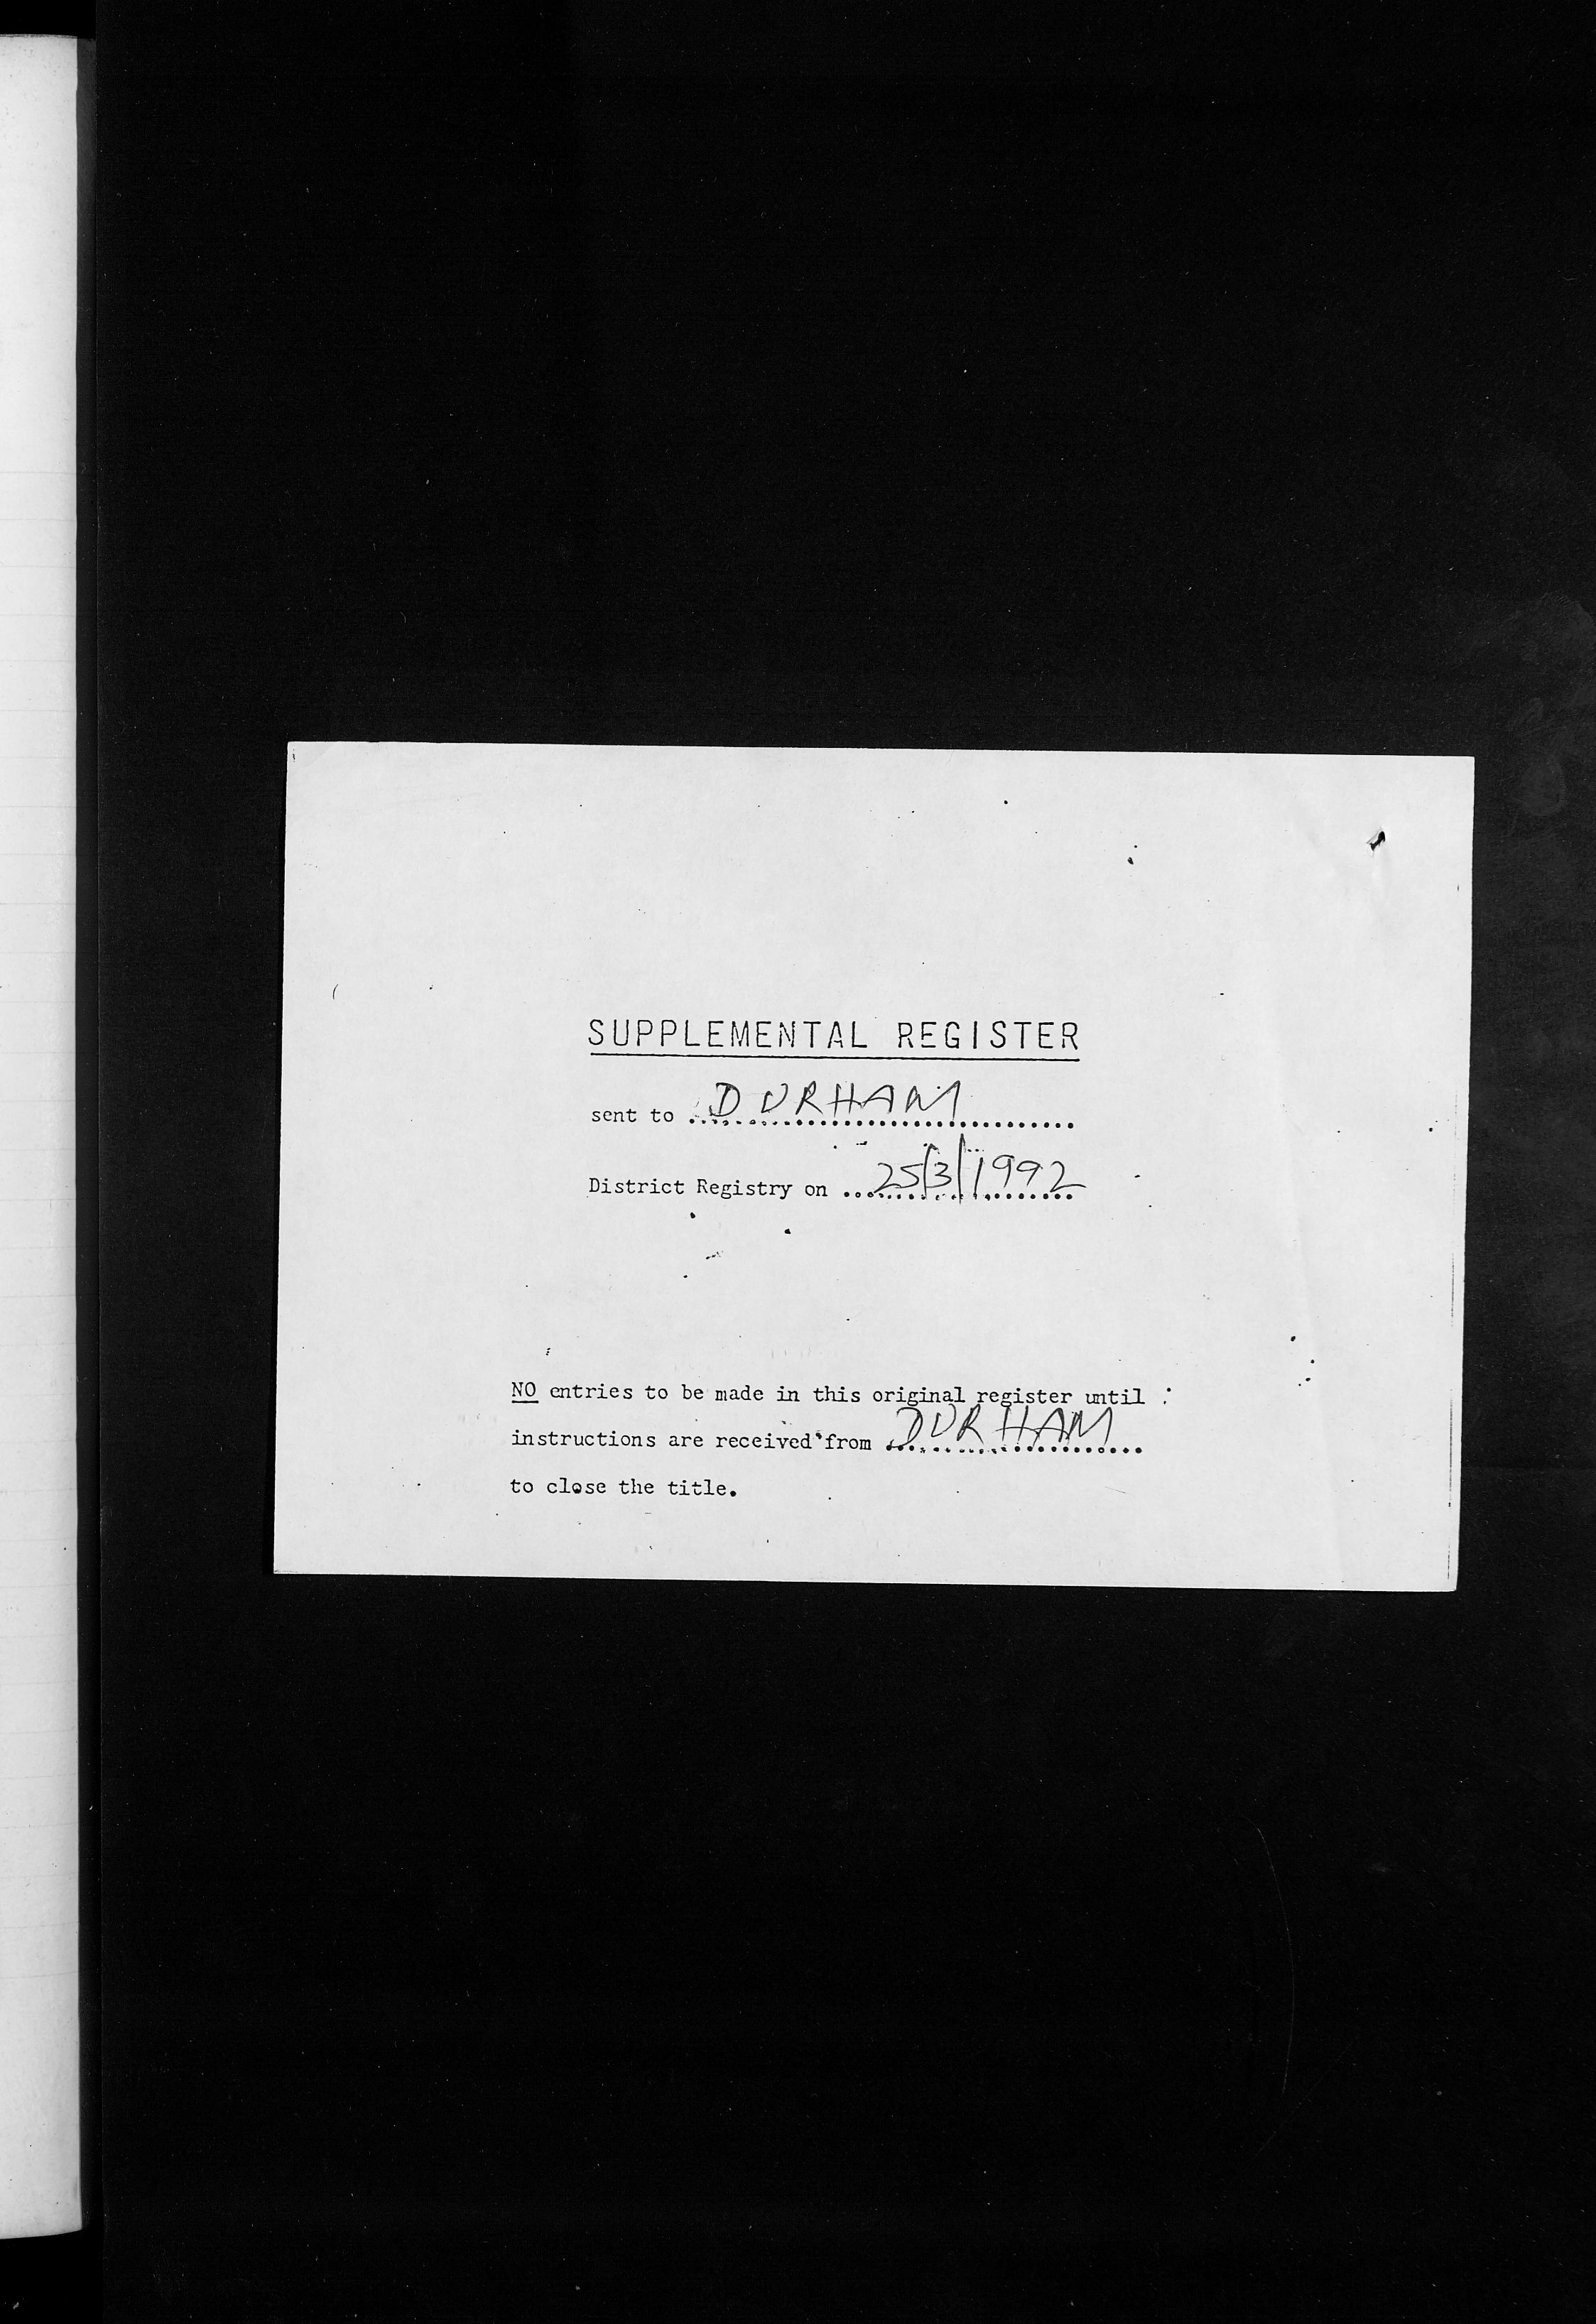 SUPPLEMENTAL REGISTER
sent to DURHAM
District Registry on 25/3/1992
NO entries to be made in this original register until
instructions are received from DURHAM
to close the title.